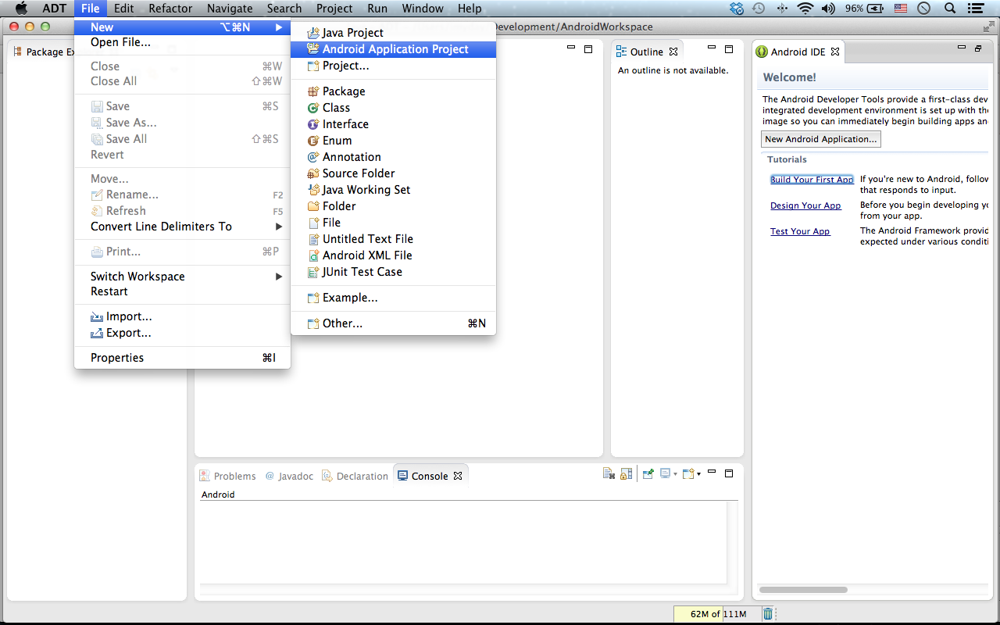 ADT File Edit Refactor Navigate Search Project Run Window Help 96%
Development/AndroidWorkspace
New ⌥⌘N
Open File...
Close ⌘W
Close All ⇧⌘W
Save ⌘S
Save As...
Save All ⇧⌘S
Revert
Move...
Rename... F2
Refresh F5
Convert Line Delimiters To
Print... ⌘P
Switch Workspace
Restart
Import...
Export...
Properties ⌘I
Java Project
Android Application Project
Project...
Package
Class
Interface
Enum
Annotation
Source Folder
Java Working Set
Folder
File
Untitled Text File
Android XML File
JUnit Test Case
Example...
Other... ⌘N
Package Ex
Outline
An outline is not available.
Android IDE
Welcome!
The Android Developer Tools provide a first-class dev
integrated development environment is set up with the
image so you can immediately begin building apps an
New Android Application...
Tutorials
Build Your First App If you're new to Android, follow
that responds to input.
Design Your App Before you begin developing yo
from your app.
Test Your App The Android Framework provid
expected under various conditi
Problems @ Javadoc Declaration Console
Android
62M of 111M